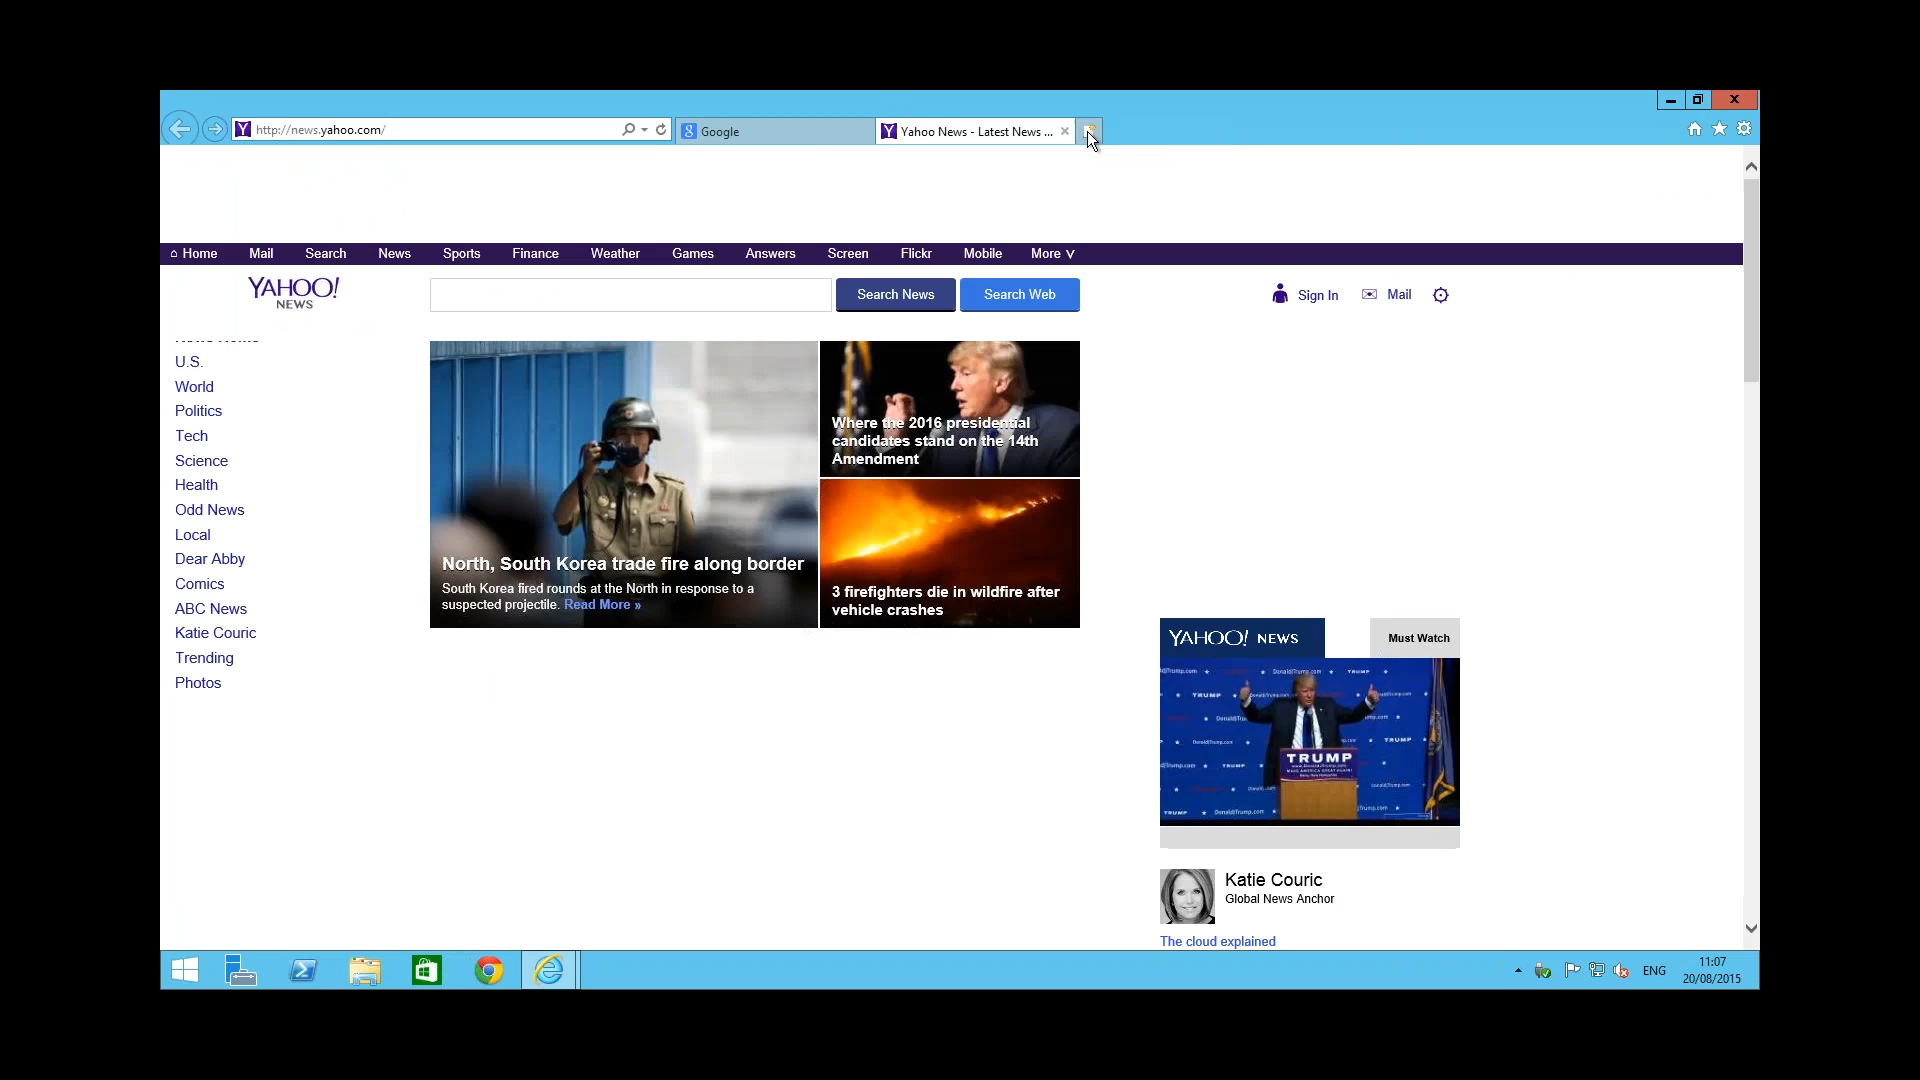 http://news.yahoo.com/
Google
Yahoo News - Latest News ...
Home Mail Search News Sports Finance Weather Games Answers Screen Flickr Mobile More
YAHOO!
NEWS
Search News
Search Web
Sign In
Mail
U.S.
World
Politics
Tech
Science
Health
Odd News
Local
Dear Abby
Comics
ABC News
Katie Couric
Trending
Photos
North, South Korea trade fire along border
South Korea fired rounds at the North in response to a
suspected projectile. Read More »
Where the 2016 presidential
candidates stand on the 14th
Amendment
3 firefighters die in wildfire after
vehicle crashes
YAHOO! NEWS
Must Watch
TRUMP
Katie Couric
Global News Anchor
The cloud explained
ENG
11:07
20/08/2015